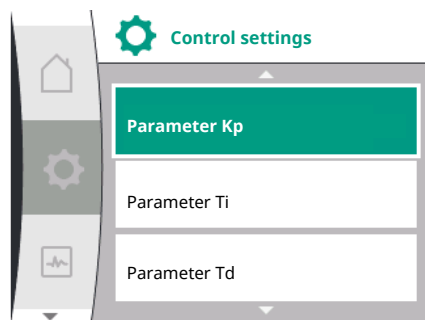 Control settings
Parameter Kp
Parameter Ti
Parameter Td